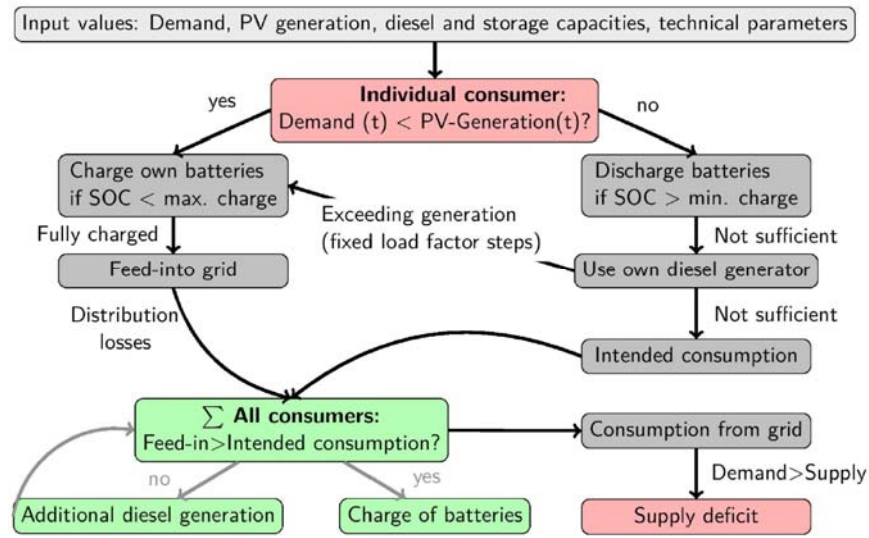 Input values: Demand, PV generation, diesel and storage capacities, technical parameters
Individual consumer:
Demand (t) < PV-Generation(t)?
yes
no
Charge own batteries
if SOC < max. charge
Discharge batteries
if SOC > min. charge
Exceeding generation
(fixed load factor steps)
Fully charged
Not sufficient
Feed-into grid
Use own diesel generator
Distribution
losses
Not sufficient
Intended consumption
∑ All consumers:
Feed-in>Intended consumption?
Consumption from grid
no
yes
Demand>Supply
Additional diesel generation
Charge of batteries
Supply deficit